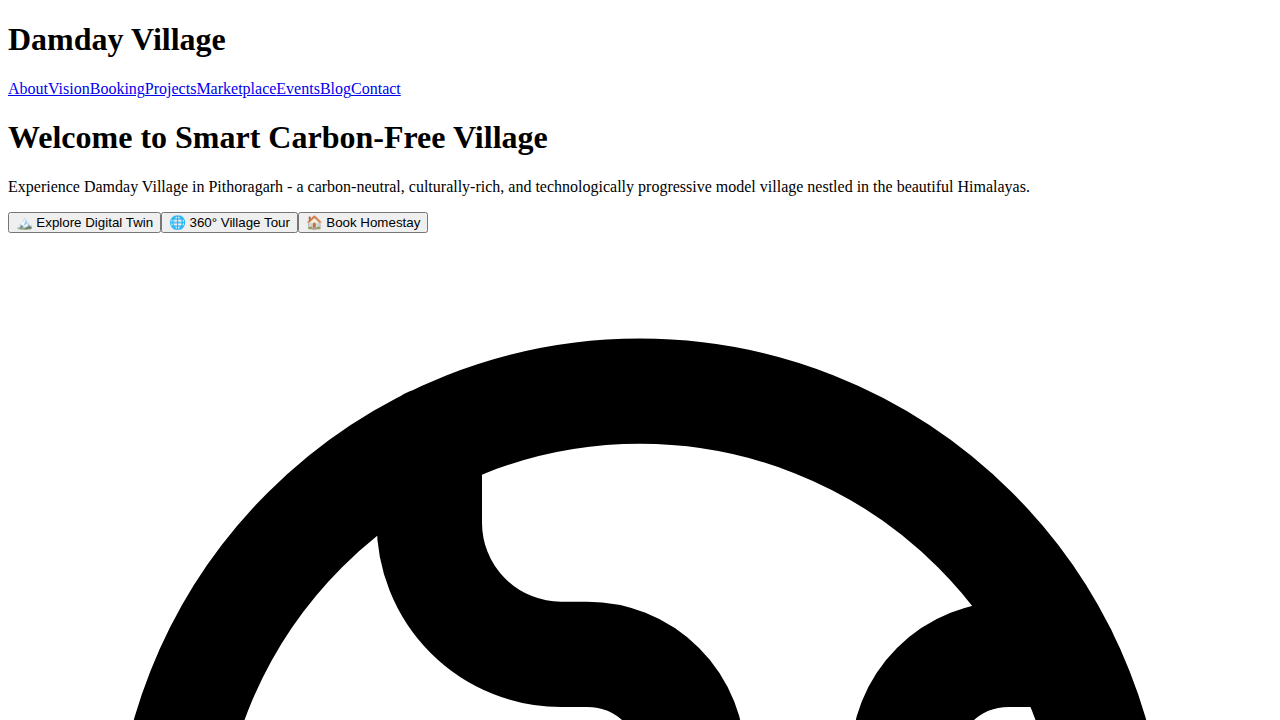 Damday Village
AboutVisionBookingProjectsMarketplaceEventsBlogContact
Welcome to Smart Carbon-Free Village
Experience Damday Village in Pithoragarh - a carbon-neutral, culturally-rich, and technologically progressive model village nestled in the beautiful Himalayas.
🏔️ Explore Digital Twin 🌐 360° Village Tour 🏠 Book Homestay